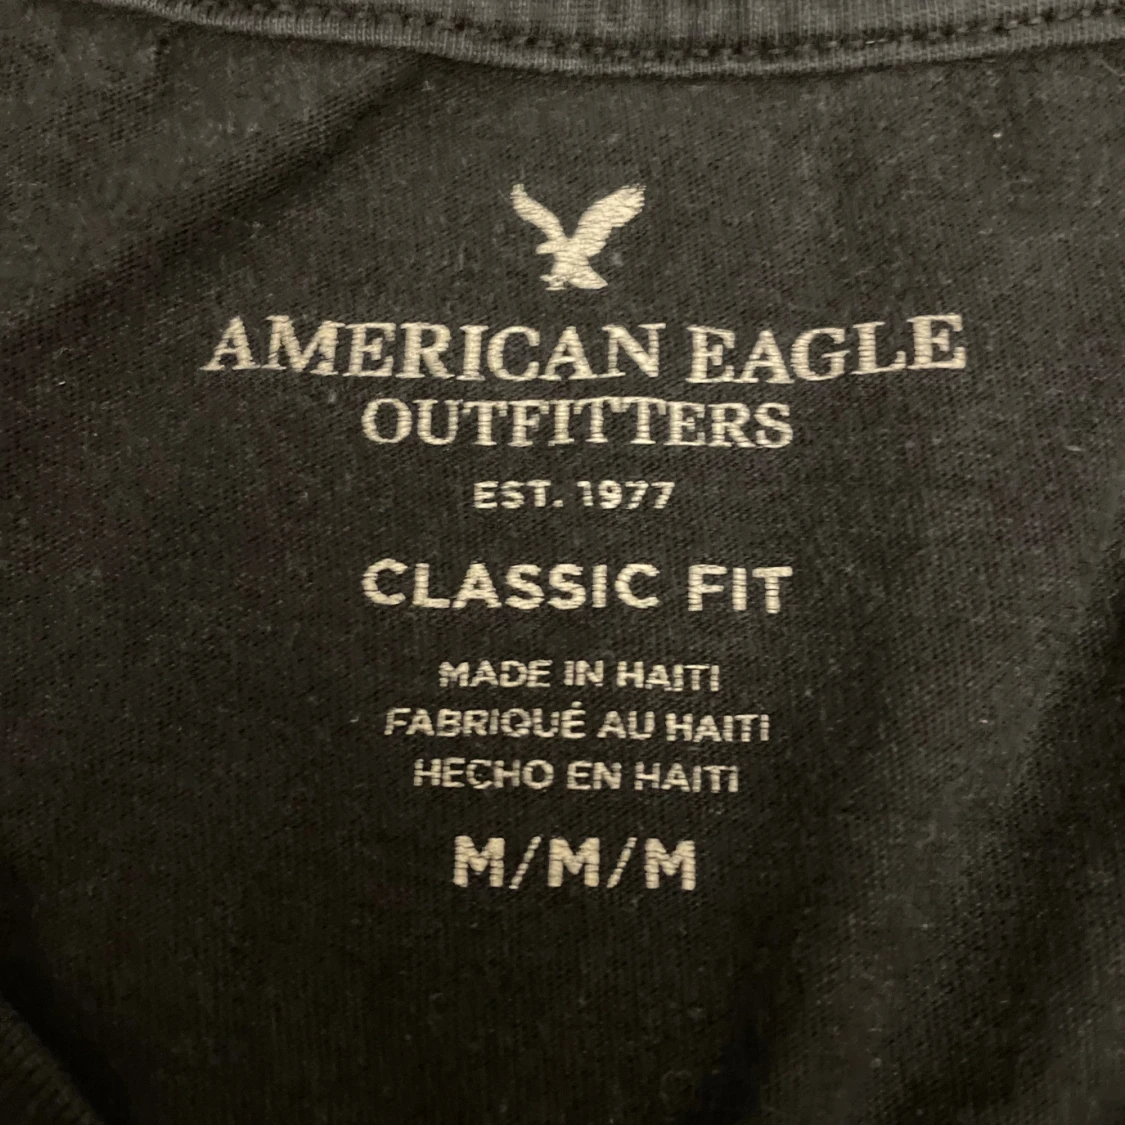 AMERICAN EAGLE
OUTFITTERS
EST. 1977
CLASSIC FIT
MADE IN HAITI
FABRIQUÉ AU HAITI
HECHO EN HAITI
M/M/M